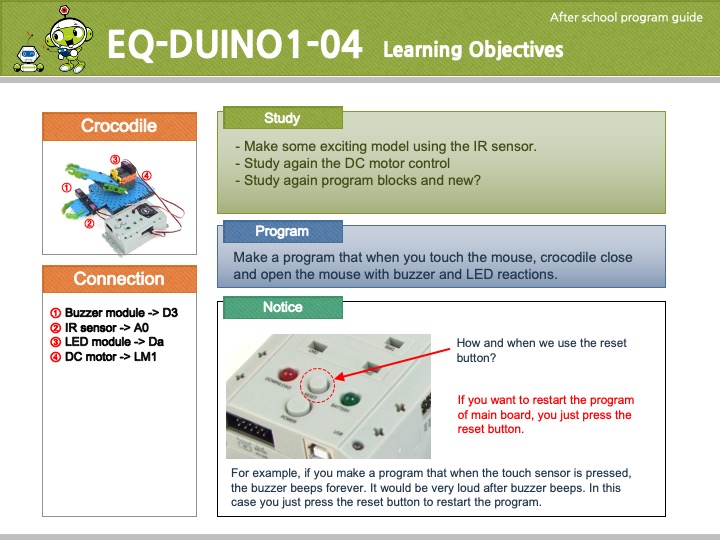 After school program guide
EQ-DUINO1-04 Learning Objectives
Crocodile
③
①
④
②
Study
- Make some exciting model using the IR sensor.
- Study again the DC motor control
- Study again program blocks and new?
Program
Make a program that when you touch the mouse, crocodile close
and open the mouse with buzzer and LED reactions.
Connection
① Buzzer module -> D3
② IR sensor -> A0
③ LED module -> Da
④ DC motor -> LM1
Notice
DOWNLOAD
RESET
BATTERY
POWER
USB
How and when we use the reset
button?
If you want to restart the program
of main board, you just press the
reset button.
For example, if you make a program that when the touch sensor is pressed,
the buzzer beeps forever. It would be very loud after buzzer beeps. In this
case you just press the reset button to restart the program.